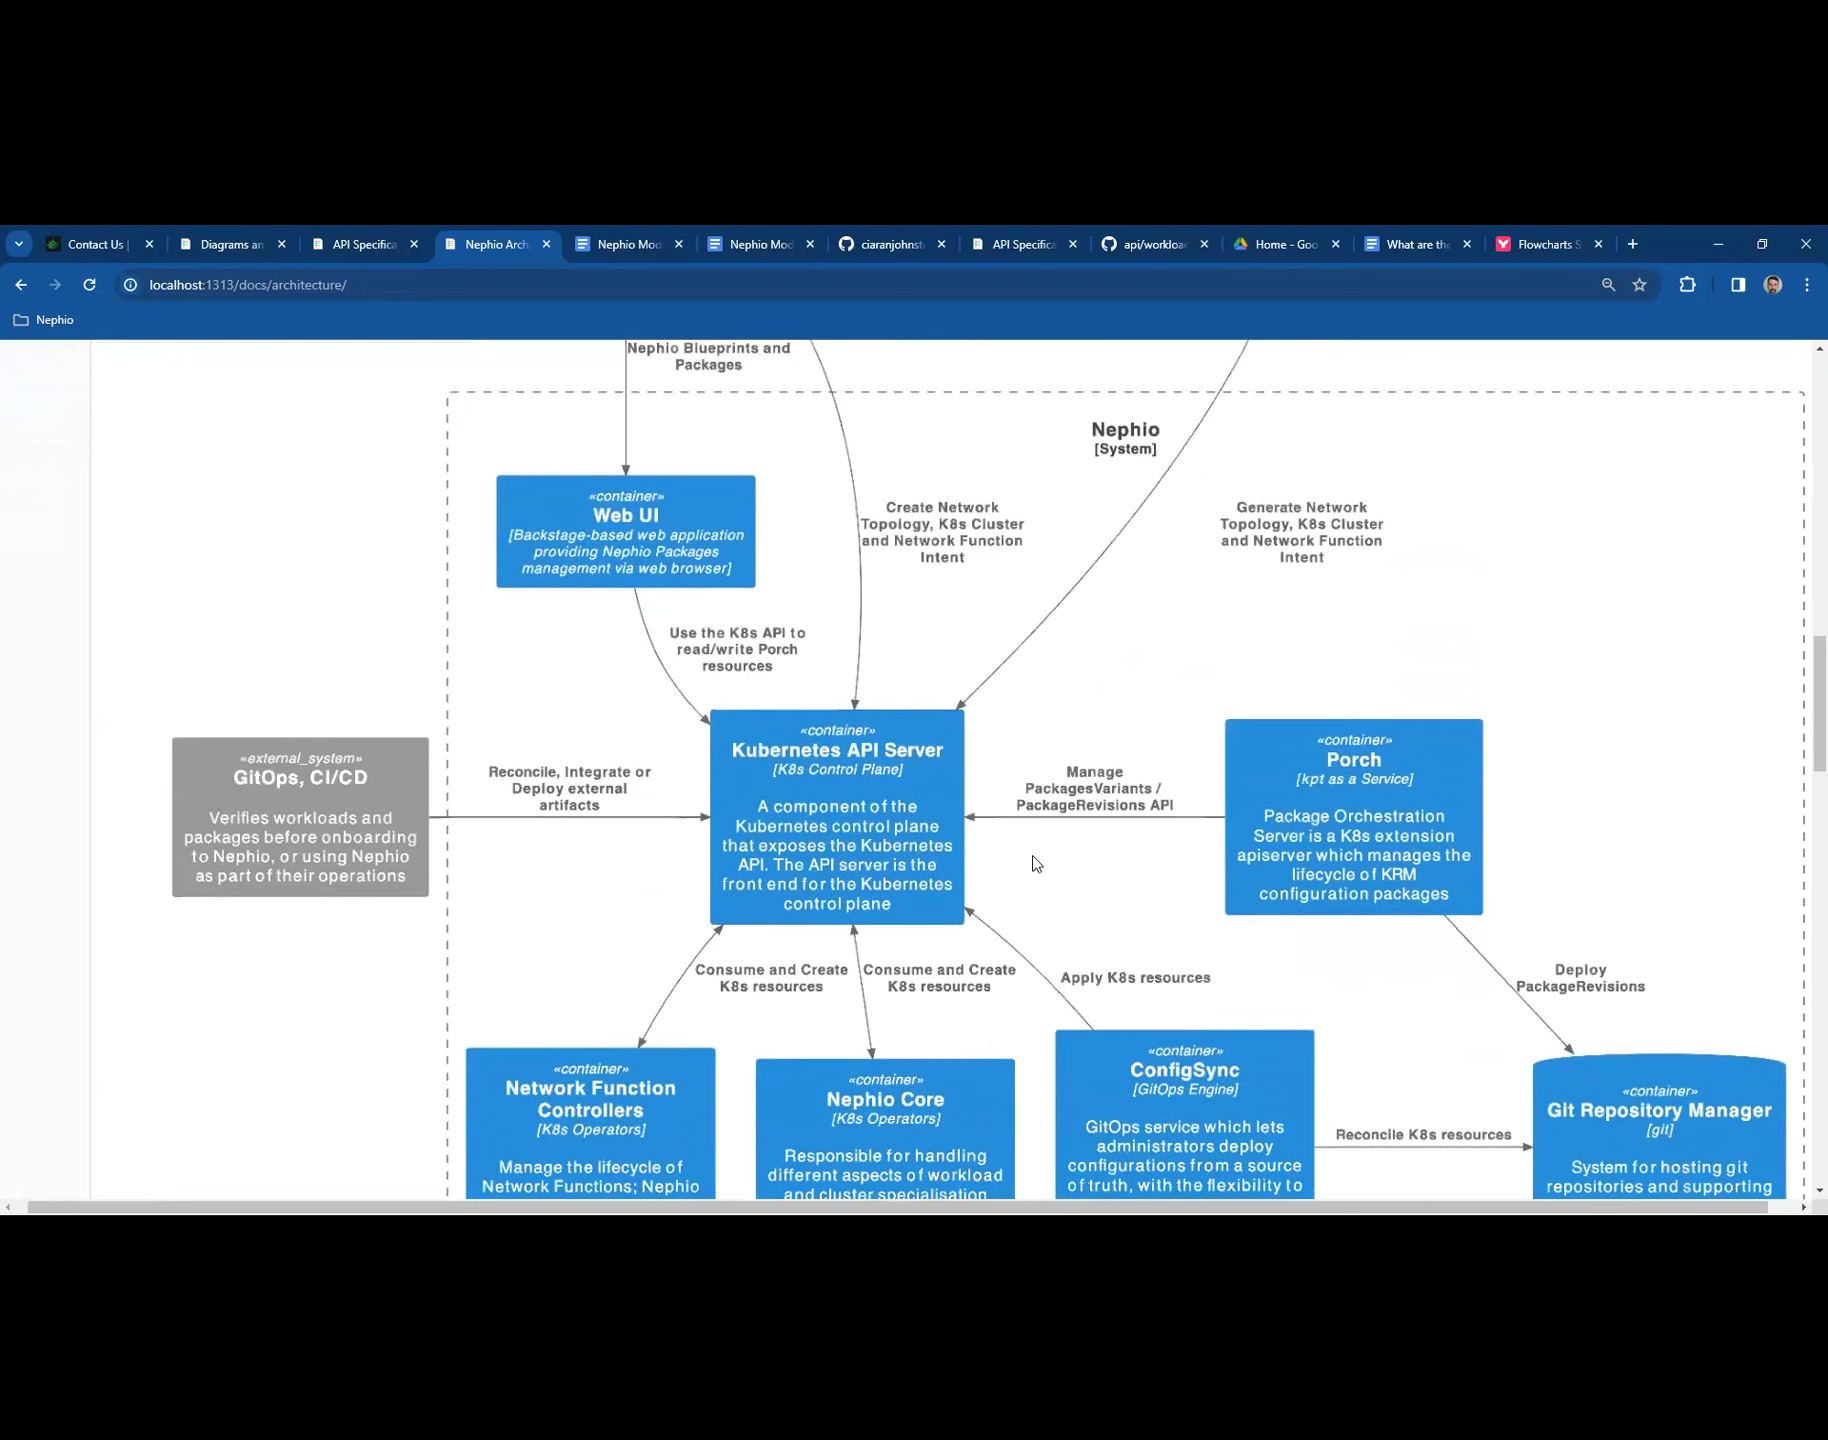 Contact Us |
Diagrams an
API Specifica
Nephio Arch
Nephio Mod
Nephio Mod
ciaranjohnst
API Specifica
api/workloa
Home - Goo
What are the
Flowcharts S
localhost:1313/docs/architecture/
Nephio
Nephio Blueprints and
Packages
Nephio
[System]
«container»
Web UI
[Backstage-based web application
providing Nephio Packages
management via web browser]
Create Network
Topology, K8s Cluster
and Network Function
Intent
Generate Network
Topology, K8s Cluster
and Network Function
Intent
Use the K8s API to
read/write Porch
resources
«external_system»
GitOps, CI/CD
Verifies workloads and
packages before onboarding
to Nephio, or using Nephio
as part of their operations
Reconcile, Integrate or
Deploy external
artifacts
«container»
Kubernetes API Server
[K8s Control Plane]
A component of the
Kubernetes control plane
that exposes the Kubernetes
API. The API server is the
front end for the Kubernetes
control plane
Manage
PackagesVariants /
PackageRevisions API
«container»
Porch
[kpt as a Service]
Package Orchestration
Server is a K8s extension
apiserver which manages the
lifecycle of KRM
configuration packages
Consume and Create
K8s resources
Consume and Create
K8s resources
Apply K8s resources
Deploy
PackageRevisions
«container»
Network Function
Controllers
[K8s Operators]
Manage the lifecycle of
Network Functions; Nephio
«container»
Nephio Core
[K8s Operators]
Responsible for handling
different aspects of workload
and cluster specialisation
«container»
ConfigSync
[GitOps Engine]
GitOps service which lets
administrators deploy
configurations from a source
of truth, with the flexibility to
Reconcile K8s resources
«container»
Git Repository Manager
[git]
System for hosting git
repositories and supporting